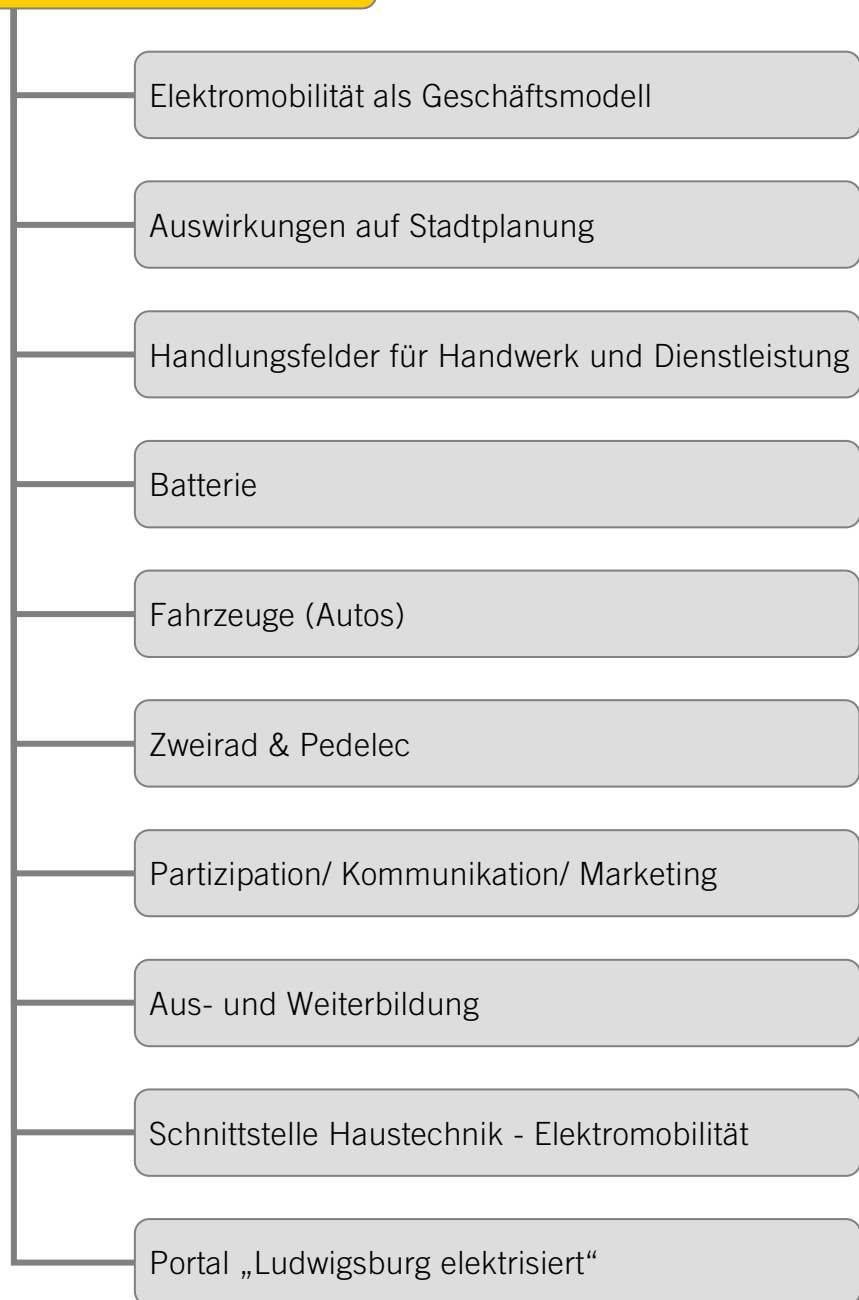 Elektromobilität als Geschäftsmodell
Auswirkungen auf Stadtplanung
Handlungsfelder für Handwerk und Dienstleistung
Batterie
Fahrzeuge (Autos)
Zweirad & Pedelec
Partizipation/ Kommunikation/ Marketing
Aus- und Weiterbildung
Schnittstelle Haustechnik - Elektromobilität
Portal „Ludwigsburg elektrisiert“